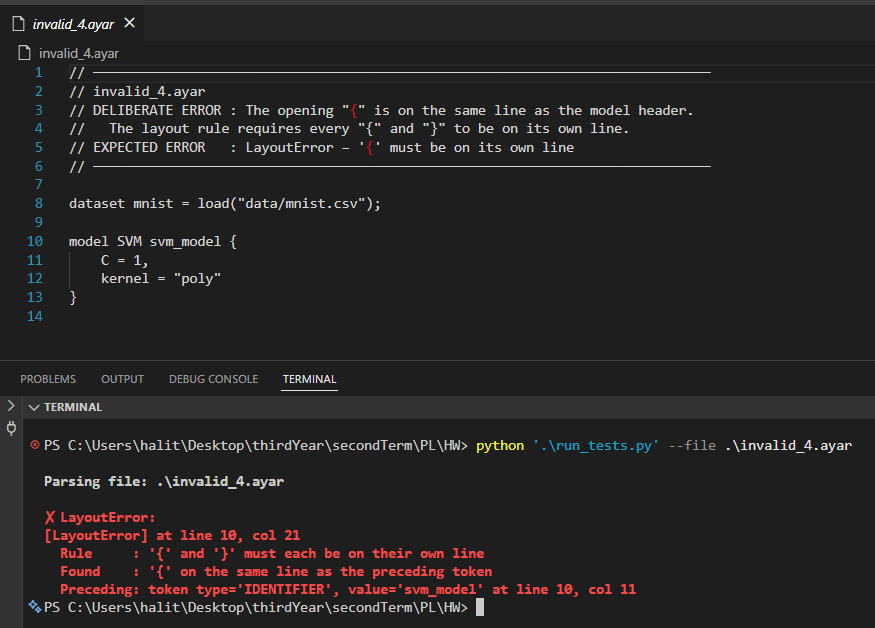 invalid_4.ayar ×
invalid_4.ayar
1 // ──────────────────────────────────────────
2 // invalid_4.ayar
3 // DELIBERATE ERROR : The opening "{" is on the same line as the model header.
4 //   The layout rule requires every "{" and "}" to be on its own line.
5 // EXPECTED ERROR   : LayoutError – '{' must be on its own line
6 // ──────────────────────────────────────────
7
8 dataset mnist = load("data/mnist.csv");
9
10 model SVM svm_model {
11     C = 1,
12     kernel = "poly"
13 }
14
PROBLEMS OUTPUT DEBUG CONSOLE TERMINAL
TERMINAL
PS C:\Users\halit\Desktop\thirdYear\secondTerm\PL\HW> python '.\run_tests.py' --file .\invalid_4.ayar
Parsing file: .\invalid_4.ayar
✗ LayoutError:
[LayoutError] at line 10, col 21
  Rule     : '{' and '}' must each be on their own line
  Found    : '{' on the same line as the preceding token
  Preceding: token type='IDENTIFIER', value='svm_model' at line 10, col 11
PS C:\Users\halit\Desktop\thirdYear\secondTerm\PL\HW>